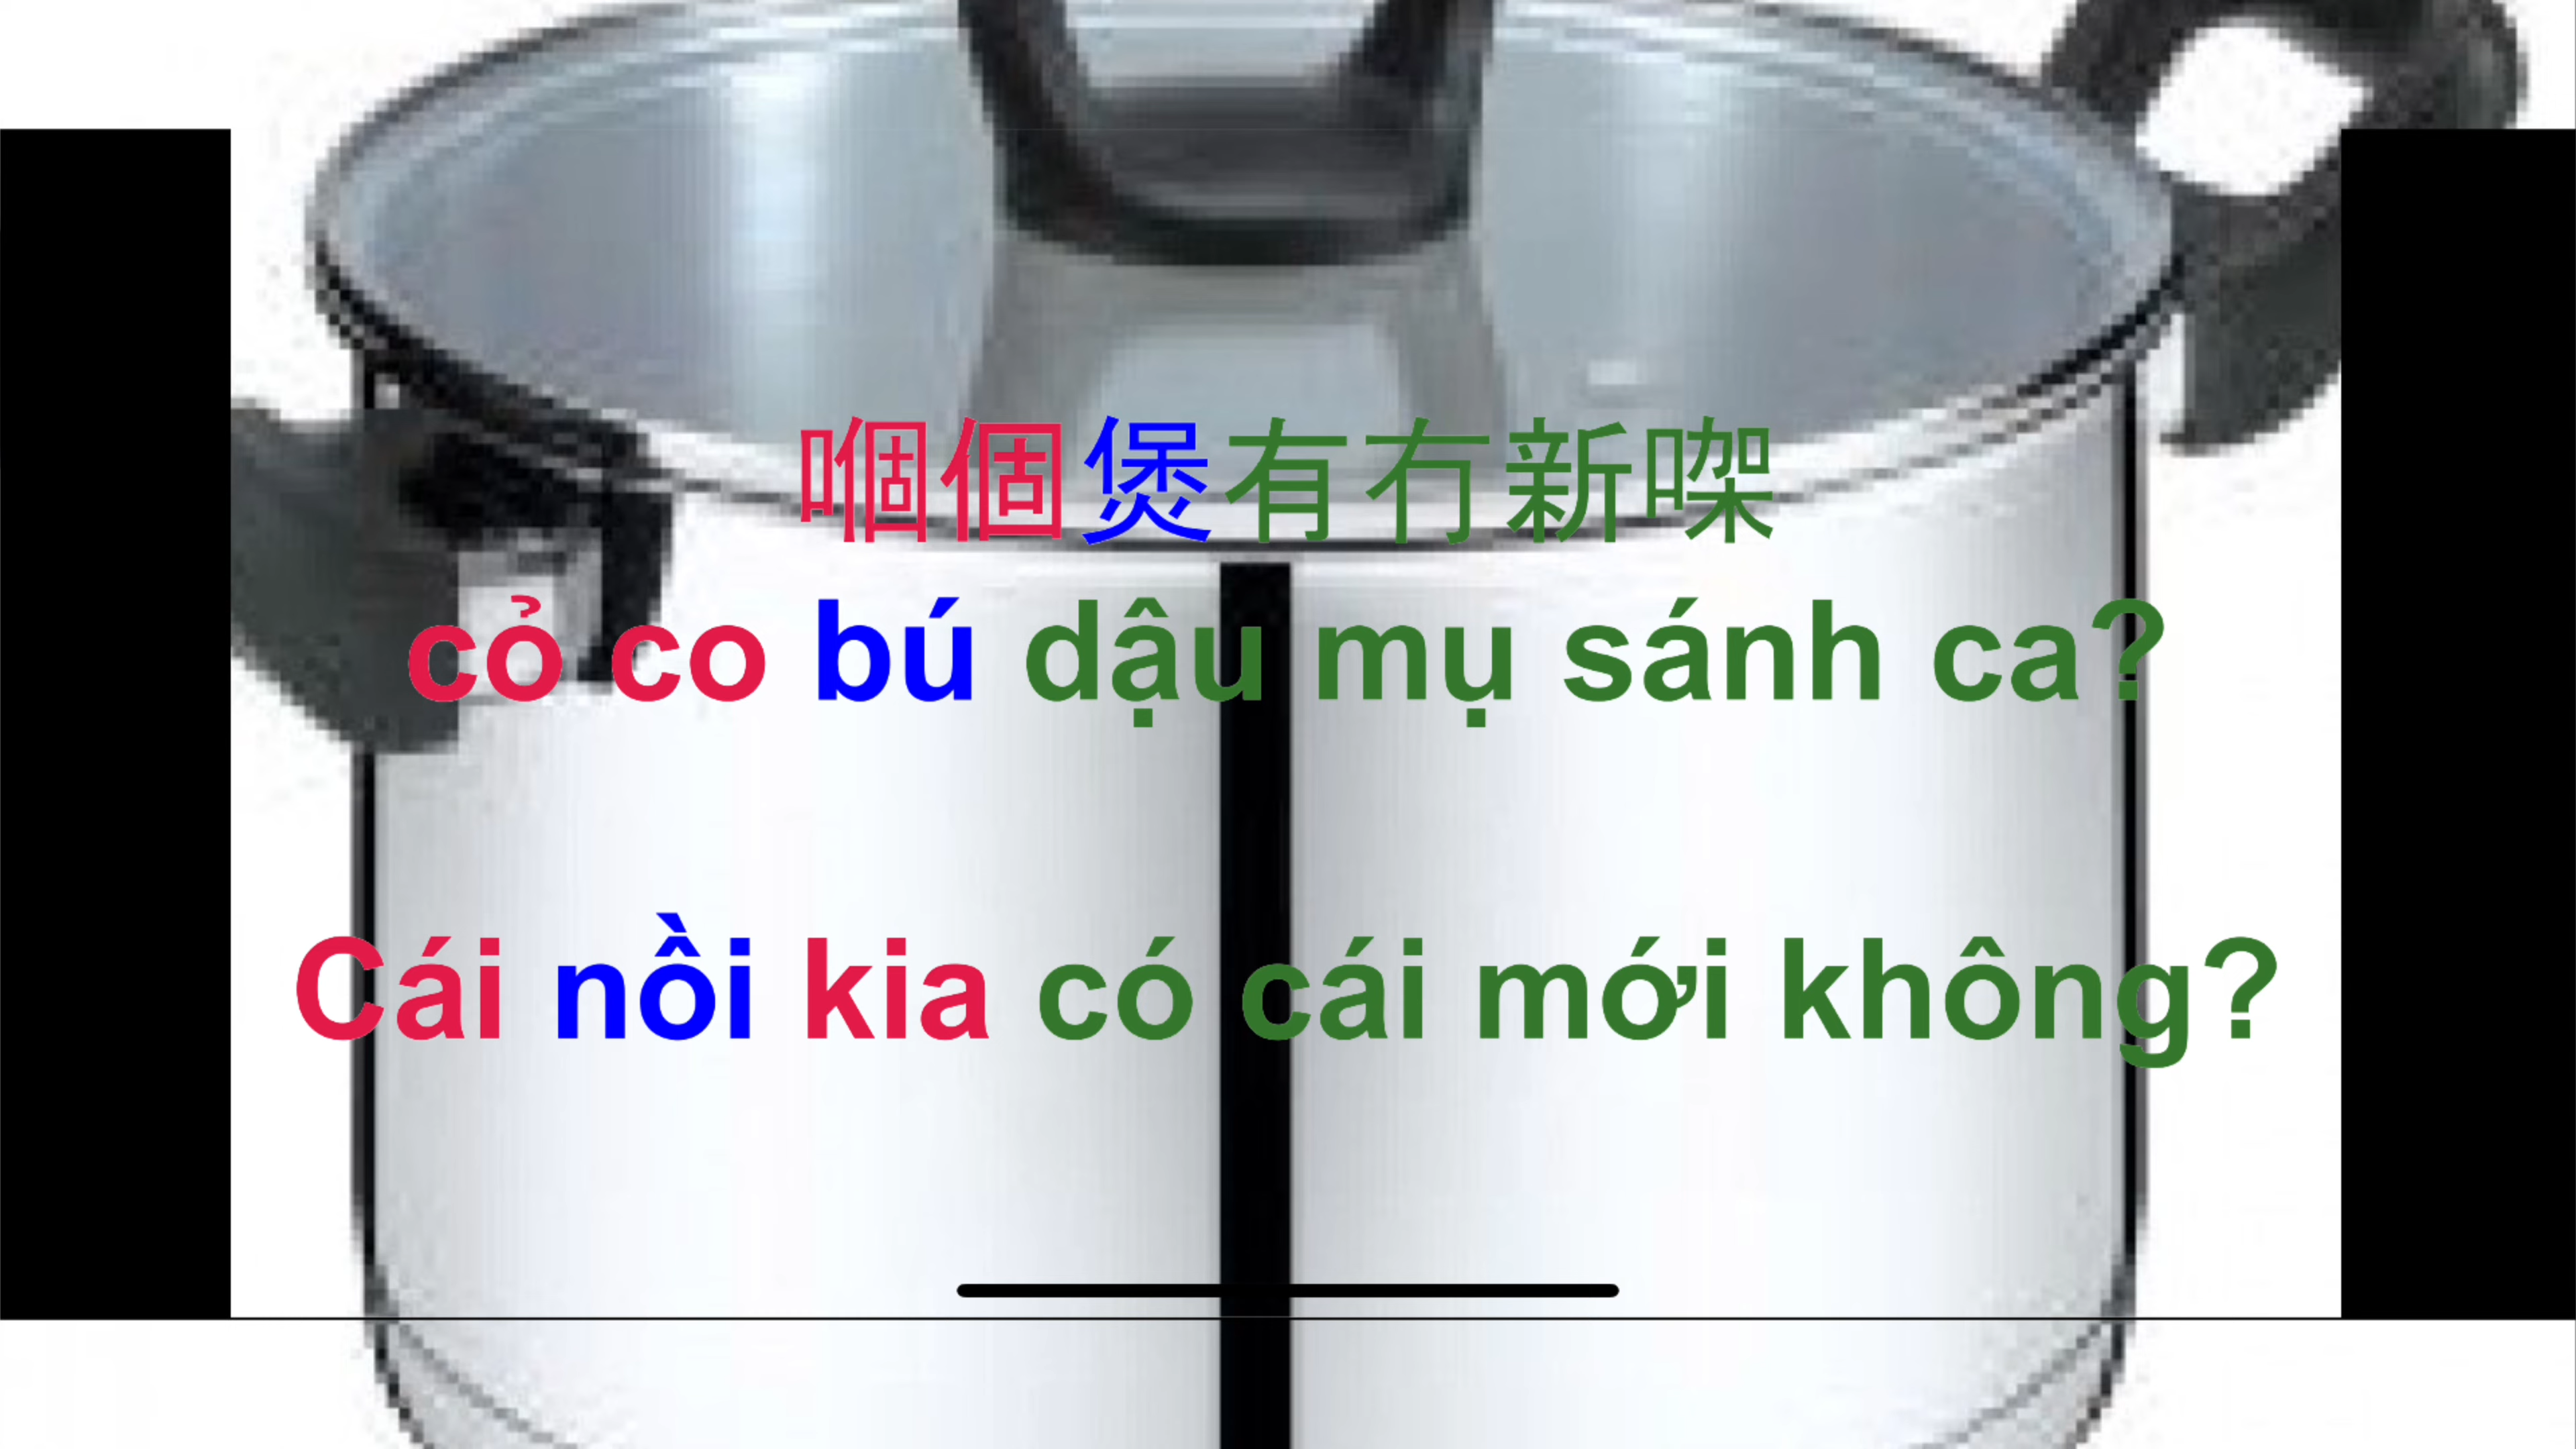 嗰個煲有冇新㗎
cỏ co bú dậu mụ sánh ca?
Cái nồi kia có cái mới không?